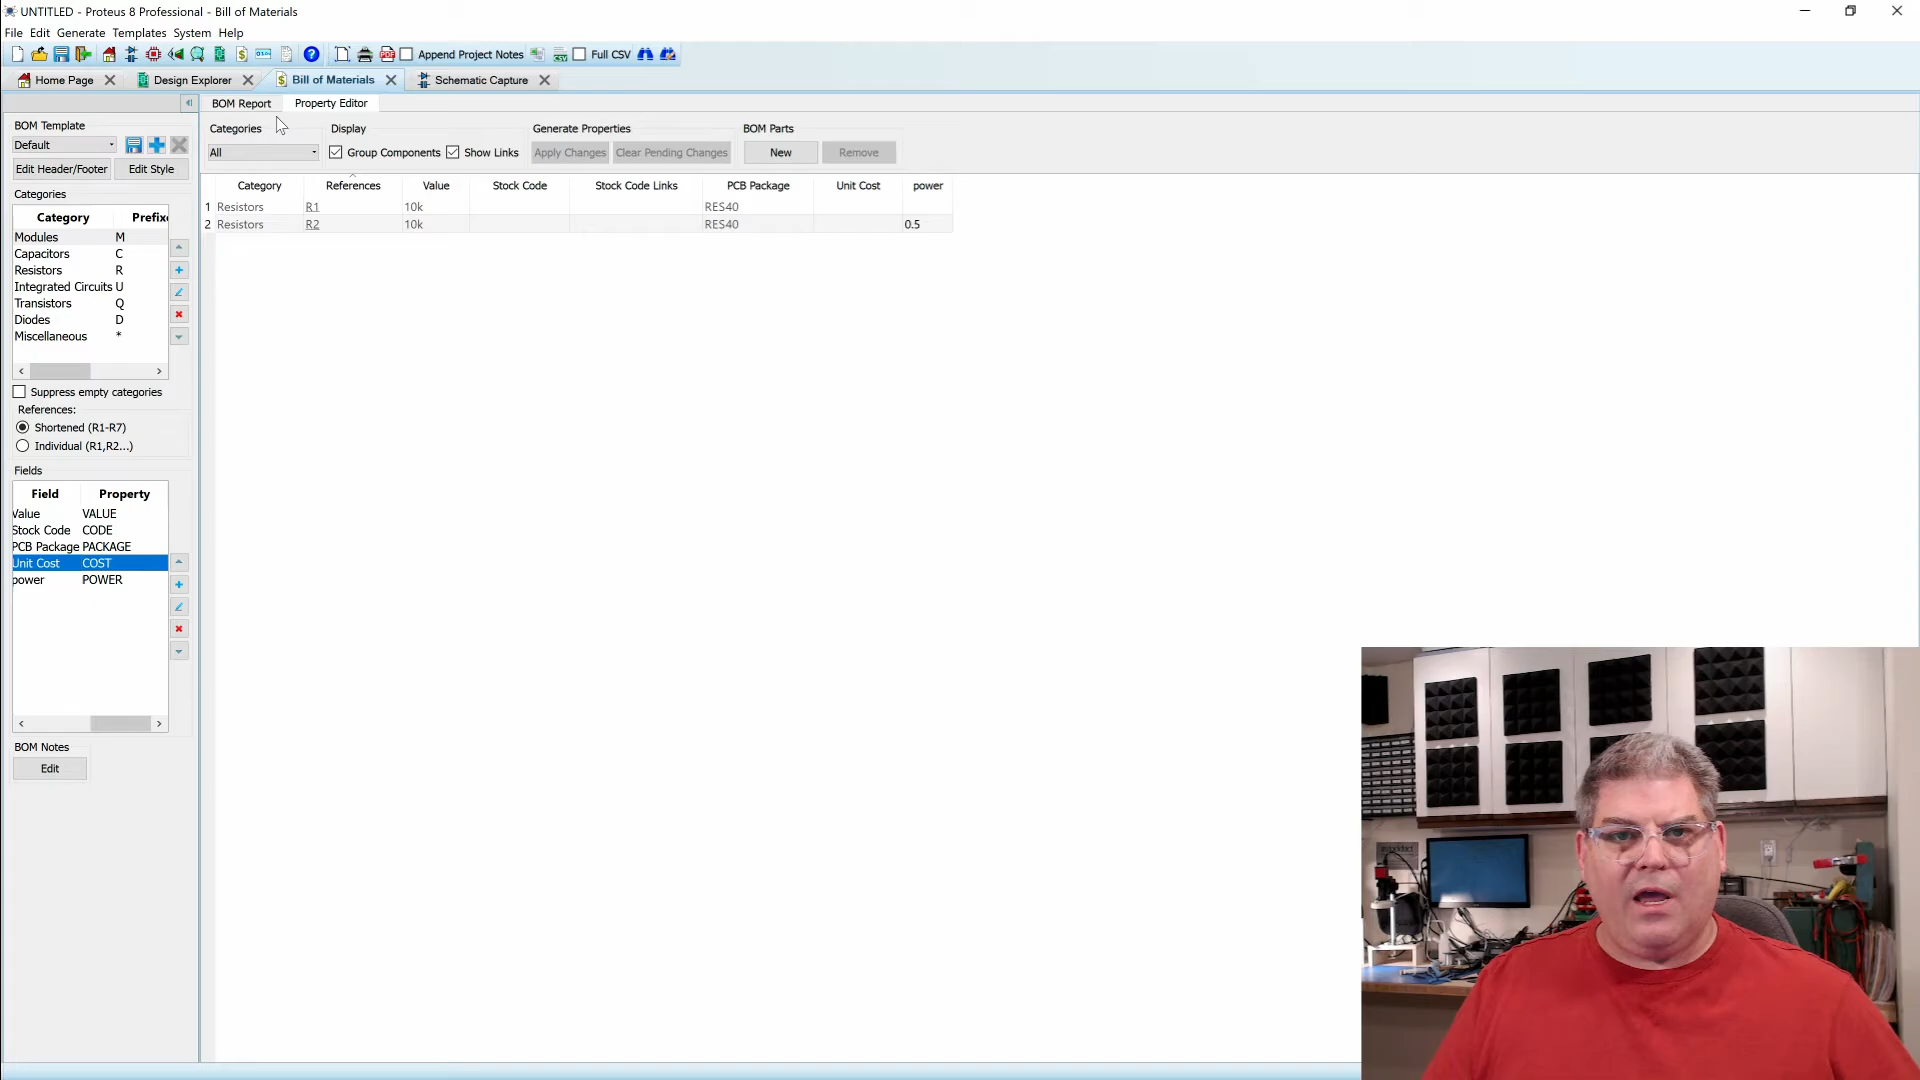 UNTITLED - Proteus 8 Professional - Bill of Materials
File Edit Generate Templates System Help
Append Project Notes Full CSV
Home Page Design Explorer Bill of Materials Schematic Capture
BOM Report Property Editor
BOM Template
Default
Edit Header/Footer Edit Style
Categories
Category Prefix
Modules M
Capacitors C
Resistors R
Integrated Circuits U
Transistors Q
Diodes D
Miscellaneous *
Suppress empty categories
References:
Shortened (R1-R7)
Individual (R1,R2...)
Fields
Field Property
Value VALUE
Stock Code CODE
PCB Package PACKAGE
Unit Cost COST
power POWER
BOM Notes
Edit
Categories Display Generate Properties BOM Parts
All Group Components Show Links Apply Changes Clear Pending Changes New Remove
Category References Value Stock Code Stock Code Links PCB Package Unit Cost power
1 Resistors R1 10k RES40
2 Resistors R2 10k RES40 0.5